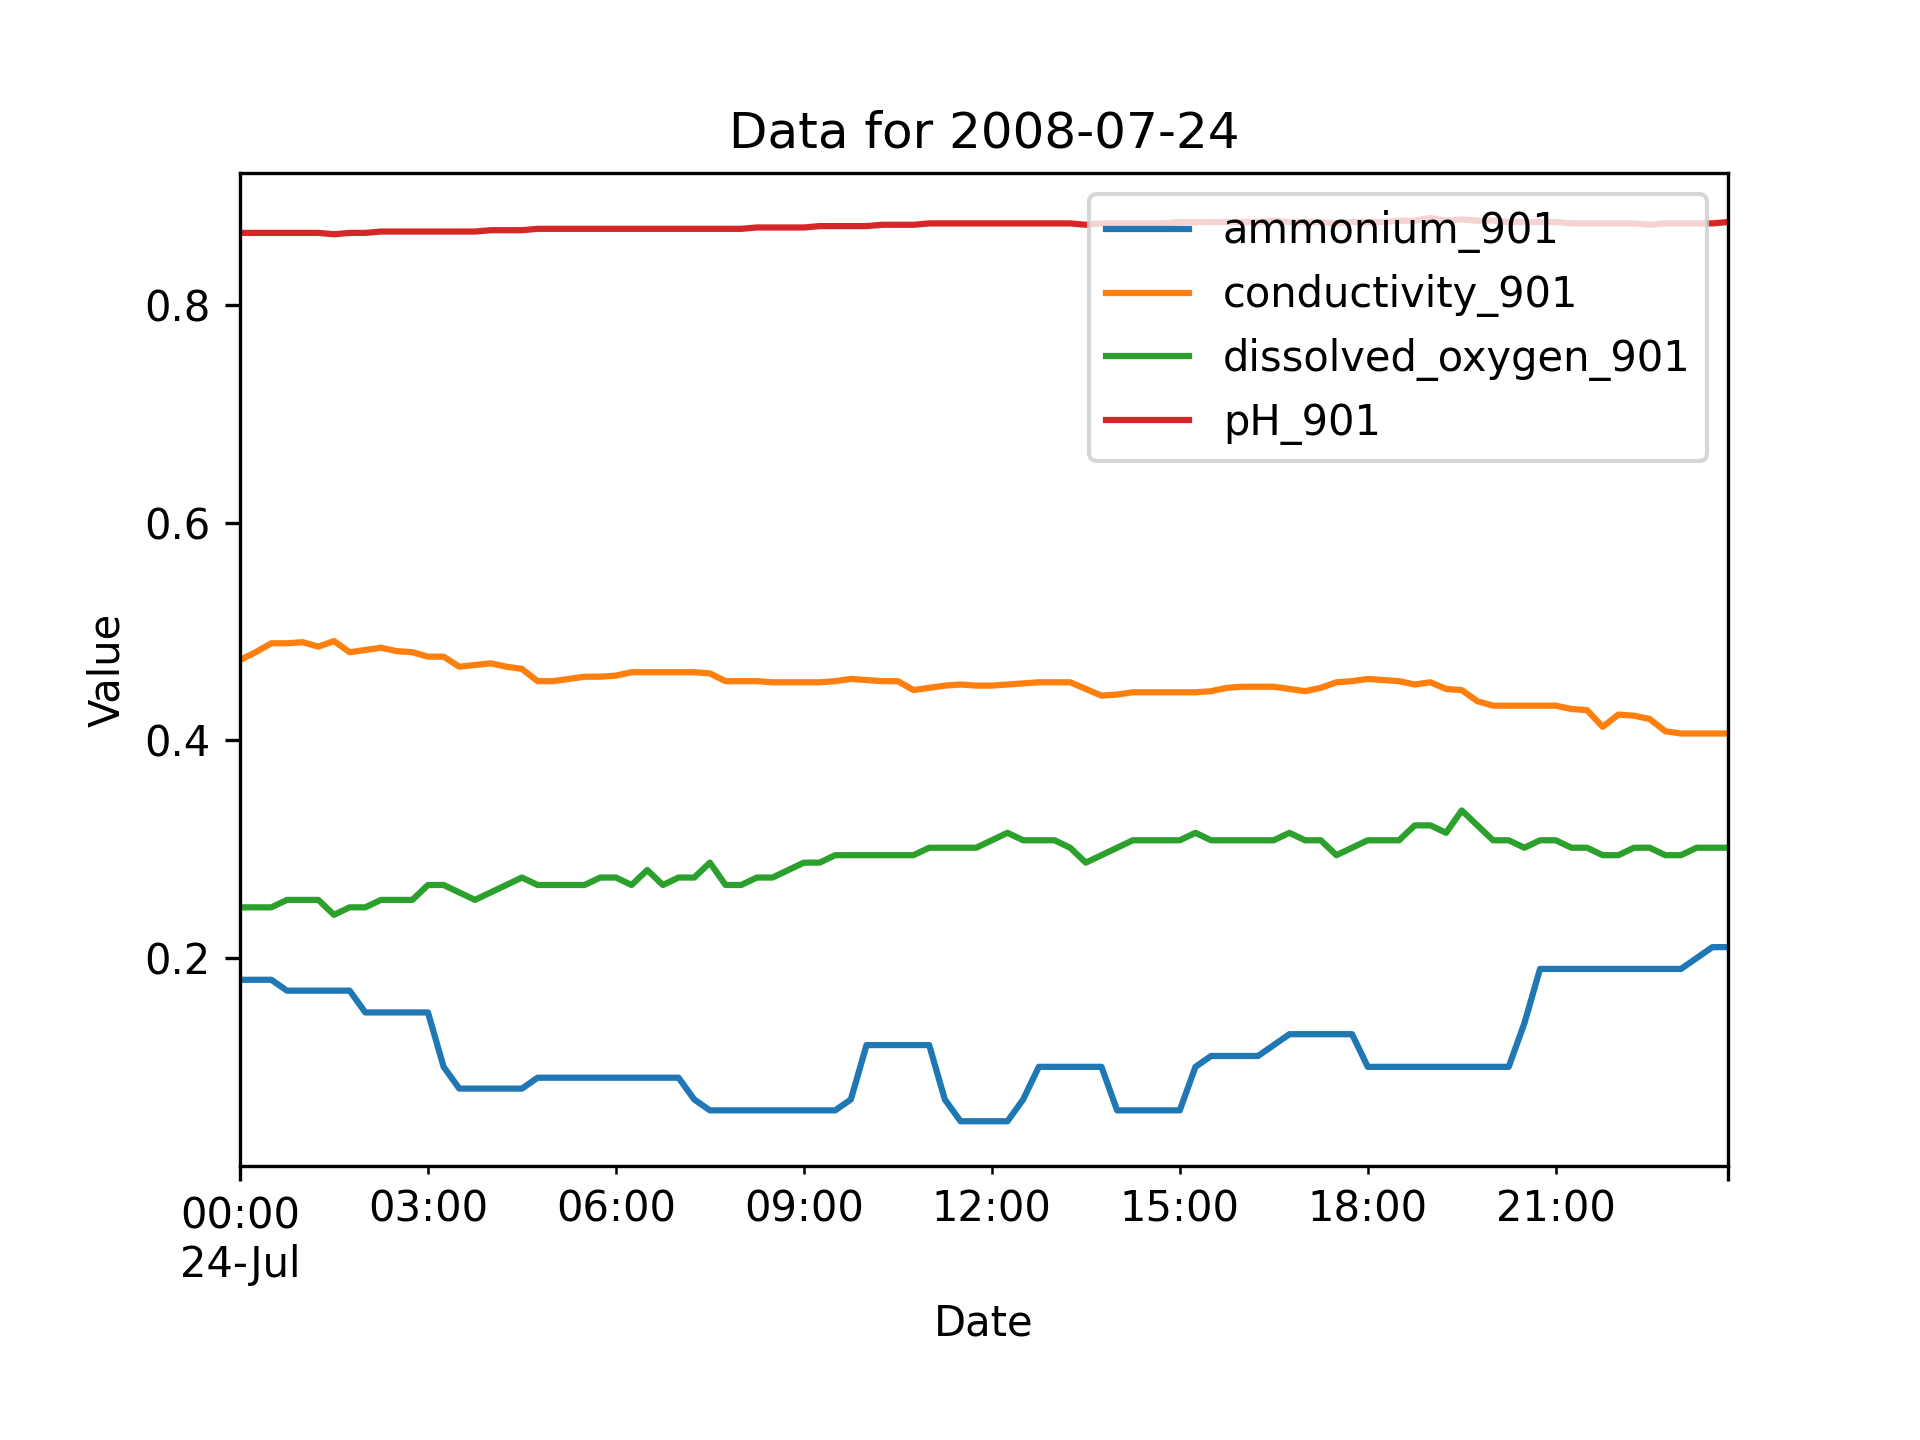 Data for 2008-07-24
ammonium_901
conductivity_901
dissolved_oxygen_901
pH_901
0.8
0.6
0.4
0.2
Value
00:00
24-Jul
03:00
06:00
09:00
12:00
15:00
18:00
21:00
Date